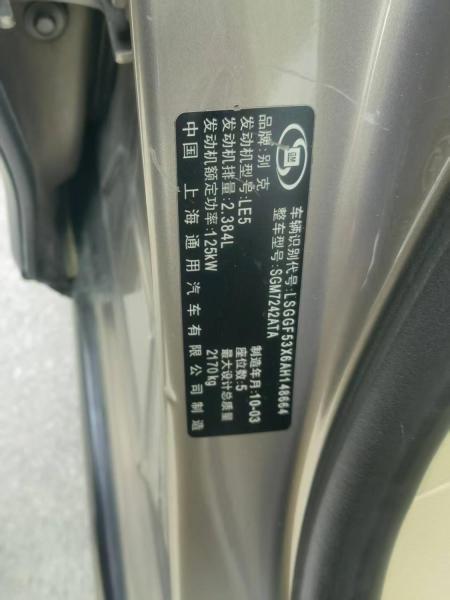 车辆识别代号:LSGGF53X6AH148664
整车型号:SGM7242ATA
品牌:别克
制造年月:10-03
发动机型号:LE5
座位数:5
发动机排量:2.384L
最大设计总质量
发动机额定功率:125KW
2170kg
中国 上海通用汽车有限公司制造